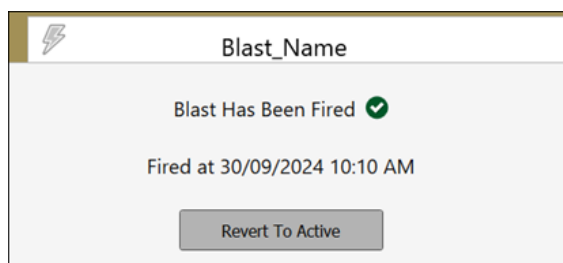 Blast_Name
Blast Has Been Fired
Fired at 30/09/2024 10:10 AM
Revert To Active